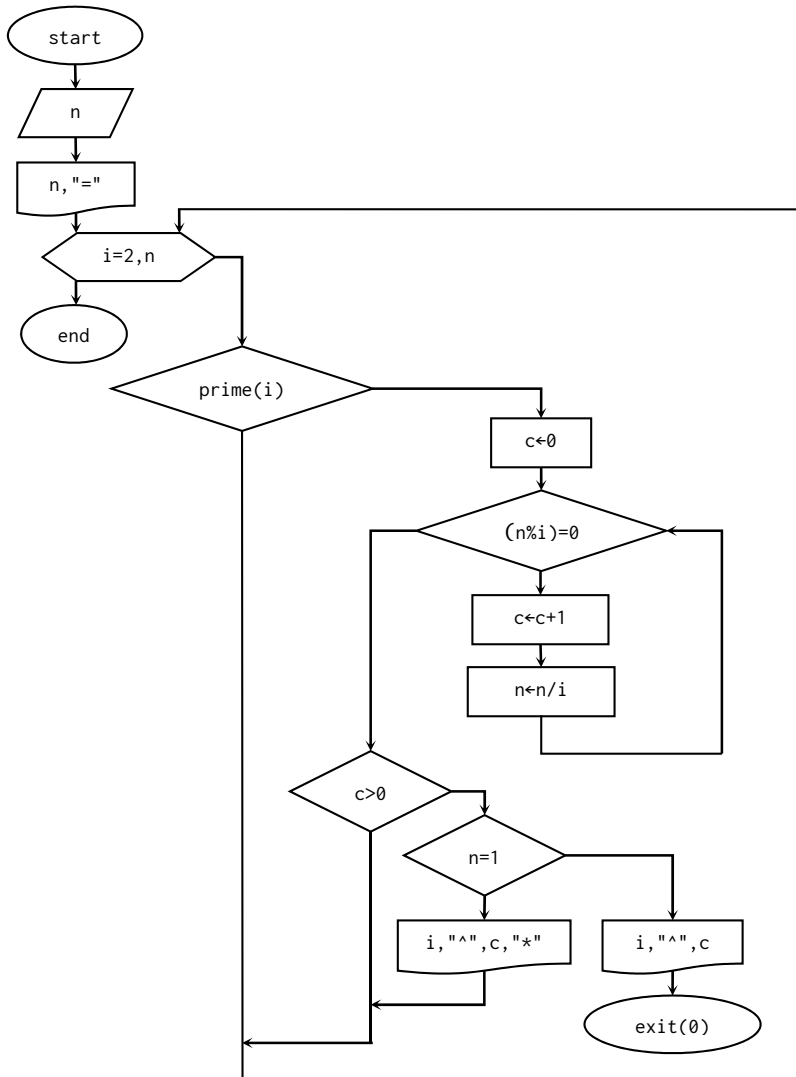 start
n
n,"="
i=2,n
end
prime(i)
c←0
(n%i)=0
c←c+1
n←n/i
c>0
n=1
i,"^",c,"*"
i,"^",c
exit(0)